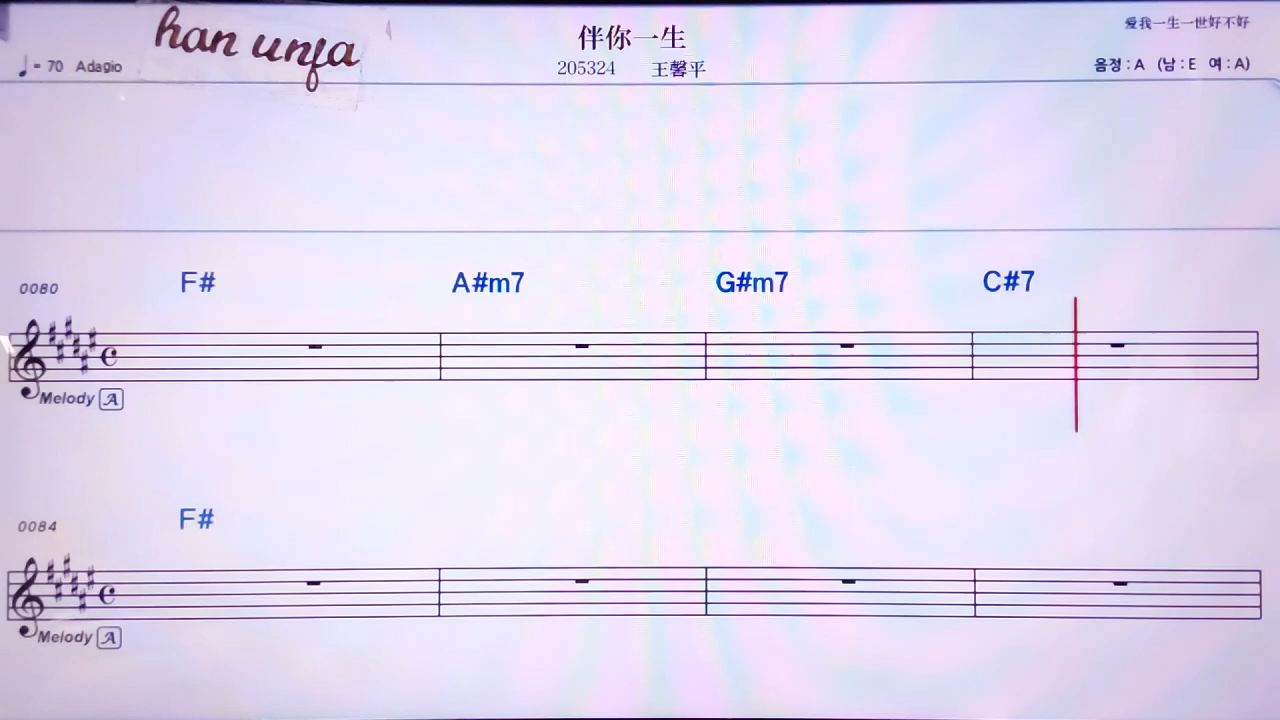 han unfa
伴你一生
愛我一生一世好不好
♩= 70 Adagio
205324 王馨平
음정 : A (남 : E 여 : A)
0080 F# A#m7 G#m7 C#7
Melody A
0084 F#
Melody A